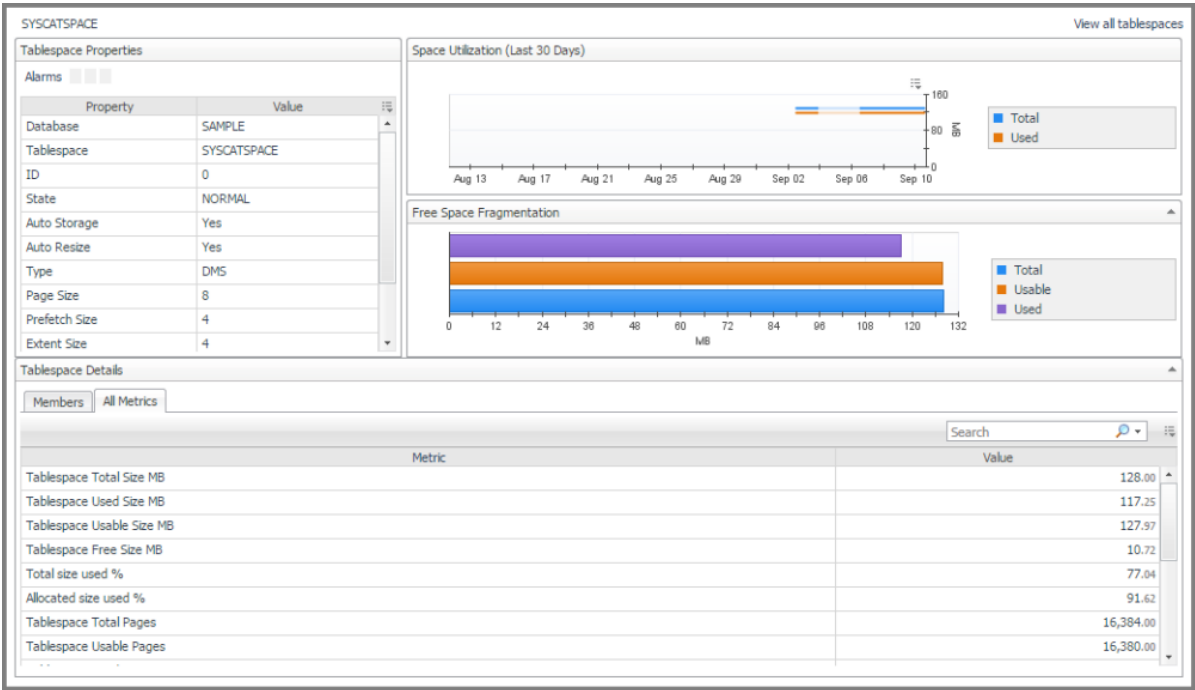 SYSCATSPACE
View all tablespaces
Tablespace Properties
Alarms
Property Value
Database SAMPLE
Tablespace SYSCATSPACE
ID 0
State NORMAL
Auto Storage Yes
Auto Resize Yes
Type DMS
Page Size 8
Prefetch Size 4
Extent Size 4
Space Utilization (Last 30 Days)
160
80
0
MB
Aug 13 Aug 17 Aug 21 Aug 25 Aug 29 Sep 02 Sep 06 Sep 10
Total
Used
Free Space Fragmentation
0 12 24 36 48 60 72 84 96 108 120 132
MB
Total
Usable
Used
Tablespace Details
Members All Metrics
Search
Metric Value
Tablespace Total Size MB 128.00
Tablespace Used Size MB 117.25
Tablespace Usable Size MB 127.97
Tablespace Free Size MB 10.72
Total size used % 77.04
Allocated size used % 91.62
Tablespace Total Pages 16,384.00
Tablespace Usable Pages 16,380.00